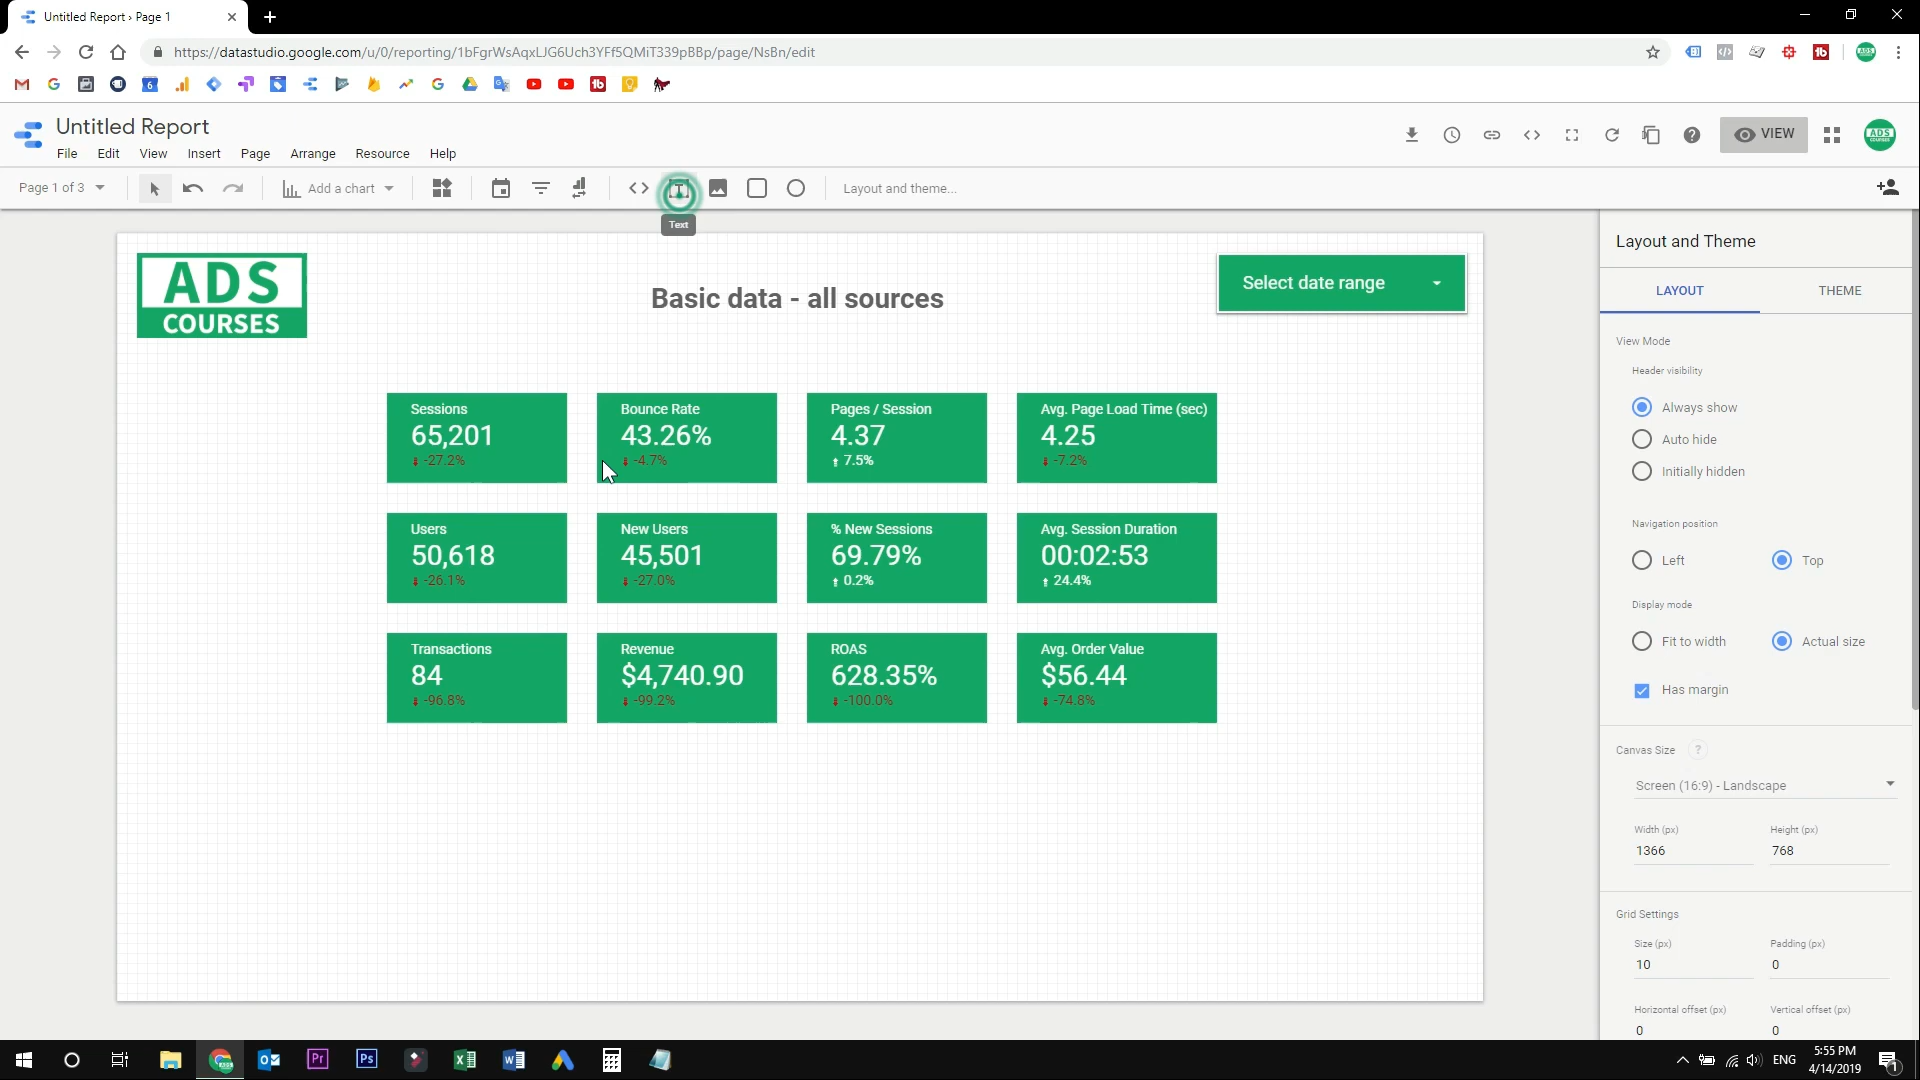 Untitled Report › Page 1
https://datastudio.google.com/u/0/reporting/1bFgrWsAqxLJG6Uch3YFf5QMiT339pBBp/page/NsBn/edit
Untitled Report
File Edit View Insert Page Arrange Resource Help
VIEW
ADS
COURSES
Page 1 of 3
Add a chart
Layout and theme...
Text
ADS
COURSES
Basic data - all sources
Select date range
Sessions
65,201
-27.2%
Bounce Rate
43.26%
-4.7%
Pages / Session
4.37
7.5%
Avg. Page Load Time (sec)
4.25
-7.2%
Users
50,618
-26.1%
New Users
45,501
-27.0%
% New Sessions
69.79%
0.2%
Avg. Session Duration
00:02:53
24.4%
Transactions
84
-96.8%
Revenue
$4,740.90
-99.2%
ROAS
628.35%
-100.0%
Avg. Order Value
$56.44
-74.8%
Layout and Theme
LAYOUT THEME
View Mode
Header visibility
Always show
Auto hide
Initially hidden
Navigation position
Left Top
Display mode
Fit to width Actual size
Has margin
Canvas Size ?
Screen (16:9) - Landscape
Width (px) Height (px)
1366 768
Grid Settings
Size (px) Padding (px)
10 0
Horizontal offset (px) Vertical offset (px)
0 0
ENG
5:55 PM
4/14/2019
1